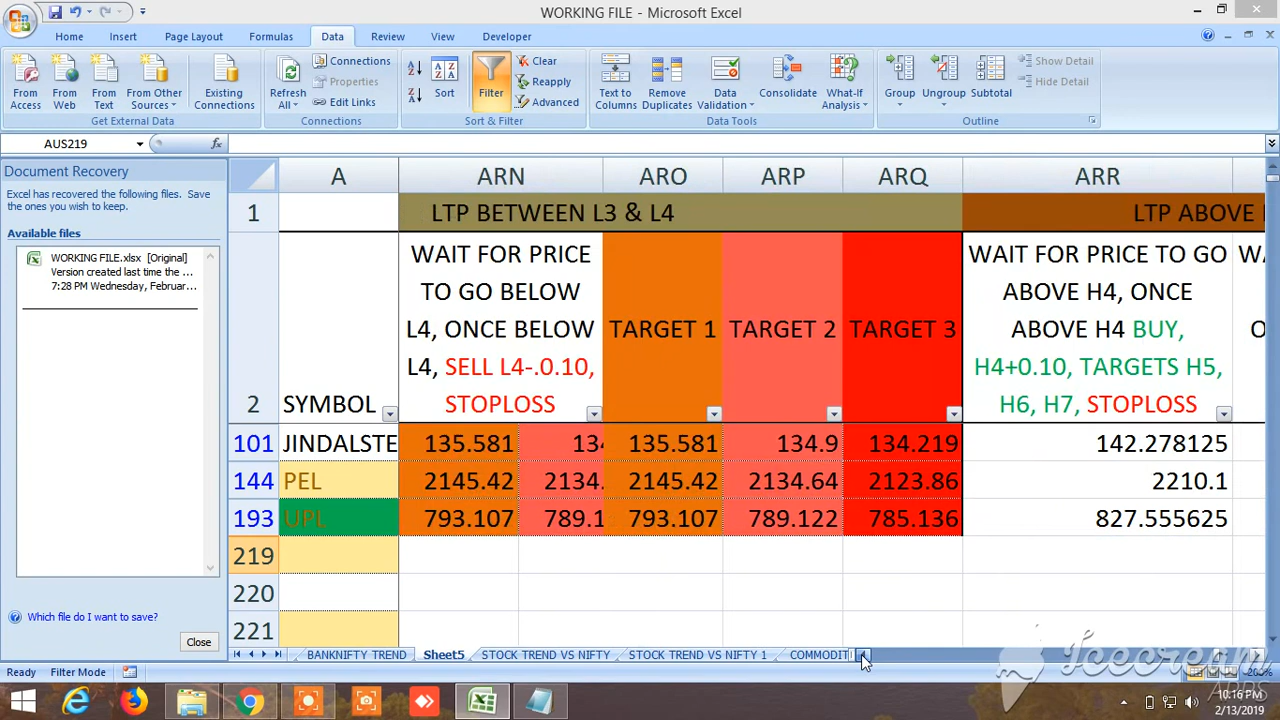 WORKING FILE - Microsoft Excel
Home Insert Page Layout Formulas Data Review View Developer
From Access
From Web
From Text
From Other Sources
Existing Connections
Get External Data
Refresh All
Connections
Properties
Edit Links
Connections
Sort
Filter
Clear
Reapply
Advanced
Sort & Filter
Text to Columns
Remove Duplicates
Data Validation
Consolidate
What-If Analysis
Data Tools
Group
Ungroup
Subtotal
Show Detail
Hide Detail
Outline
AUS219
fx
Document Recovery
Excel has recovered the following files. Save
the ones you wish to keep.
Available files
WORKING FILE.xlsx [Original]
Version created last time the ...
7:28 PM Wednesday, Februar...
Which file do I want to save?
Close
A ARN ARO ARP ARQ ARR
1 LTP BETWEEN L3 & L4 LTP ABOVE
2 SYMBOL
WAIT FOR PRICE
TO GO BELOW
L4, ONCE BELOW
L4, SELL L4-.0.10,
STOPLOSS
TARGET 1
TARGET 2
TARGET 3
WAIT FOR PRICE TO GO
ABOVE H4, ONCE
ABOVE H4 BUY,
H4+0.10, TARGETS H5,
H6, H7, STOPLOSS
101 JINDALSTE 135.581 134 135.581 134.9 134.219 142.278125
144 PEL 2145.42 2134. 2145.42 2134.64 2123.86 2210.1
193 UPL 793.107 789.1 793.107 789.122 785.136 827.555625
219
220
221
BANKNIFTY TREND Sheet5 STOCK TREND VS NIFTY STOCK TREND VS NIFTY 1 COMMODIT
Ready Filter Mode 200%
Icecream
APPS
10:16 PM
2/13/2019